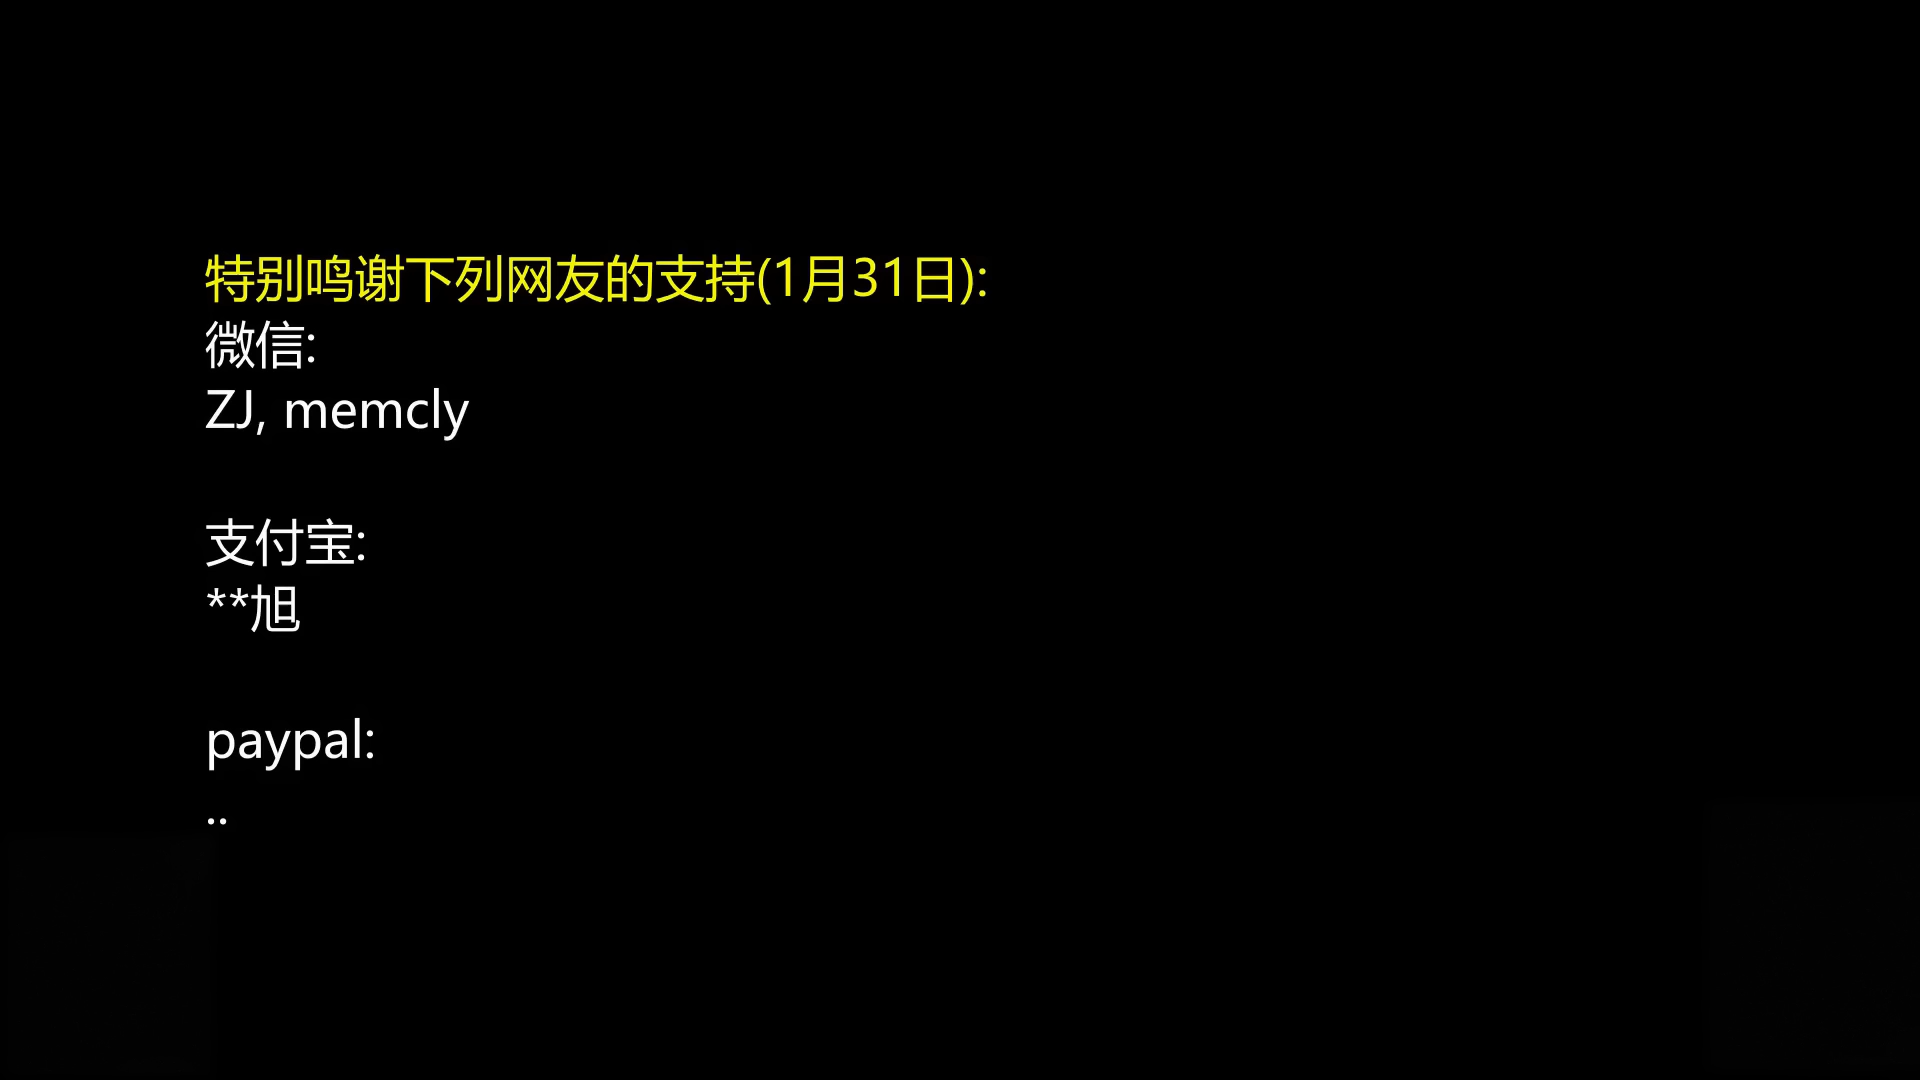 特别鸣谢下列网友的支持(1月31日):
微信:
ZJ, memcly
支付宝:
**旭
paypal:
..